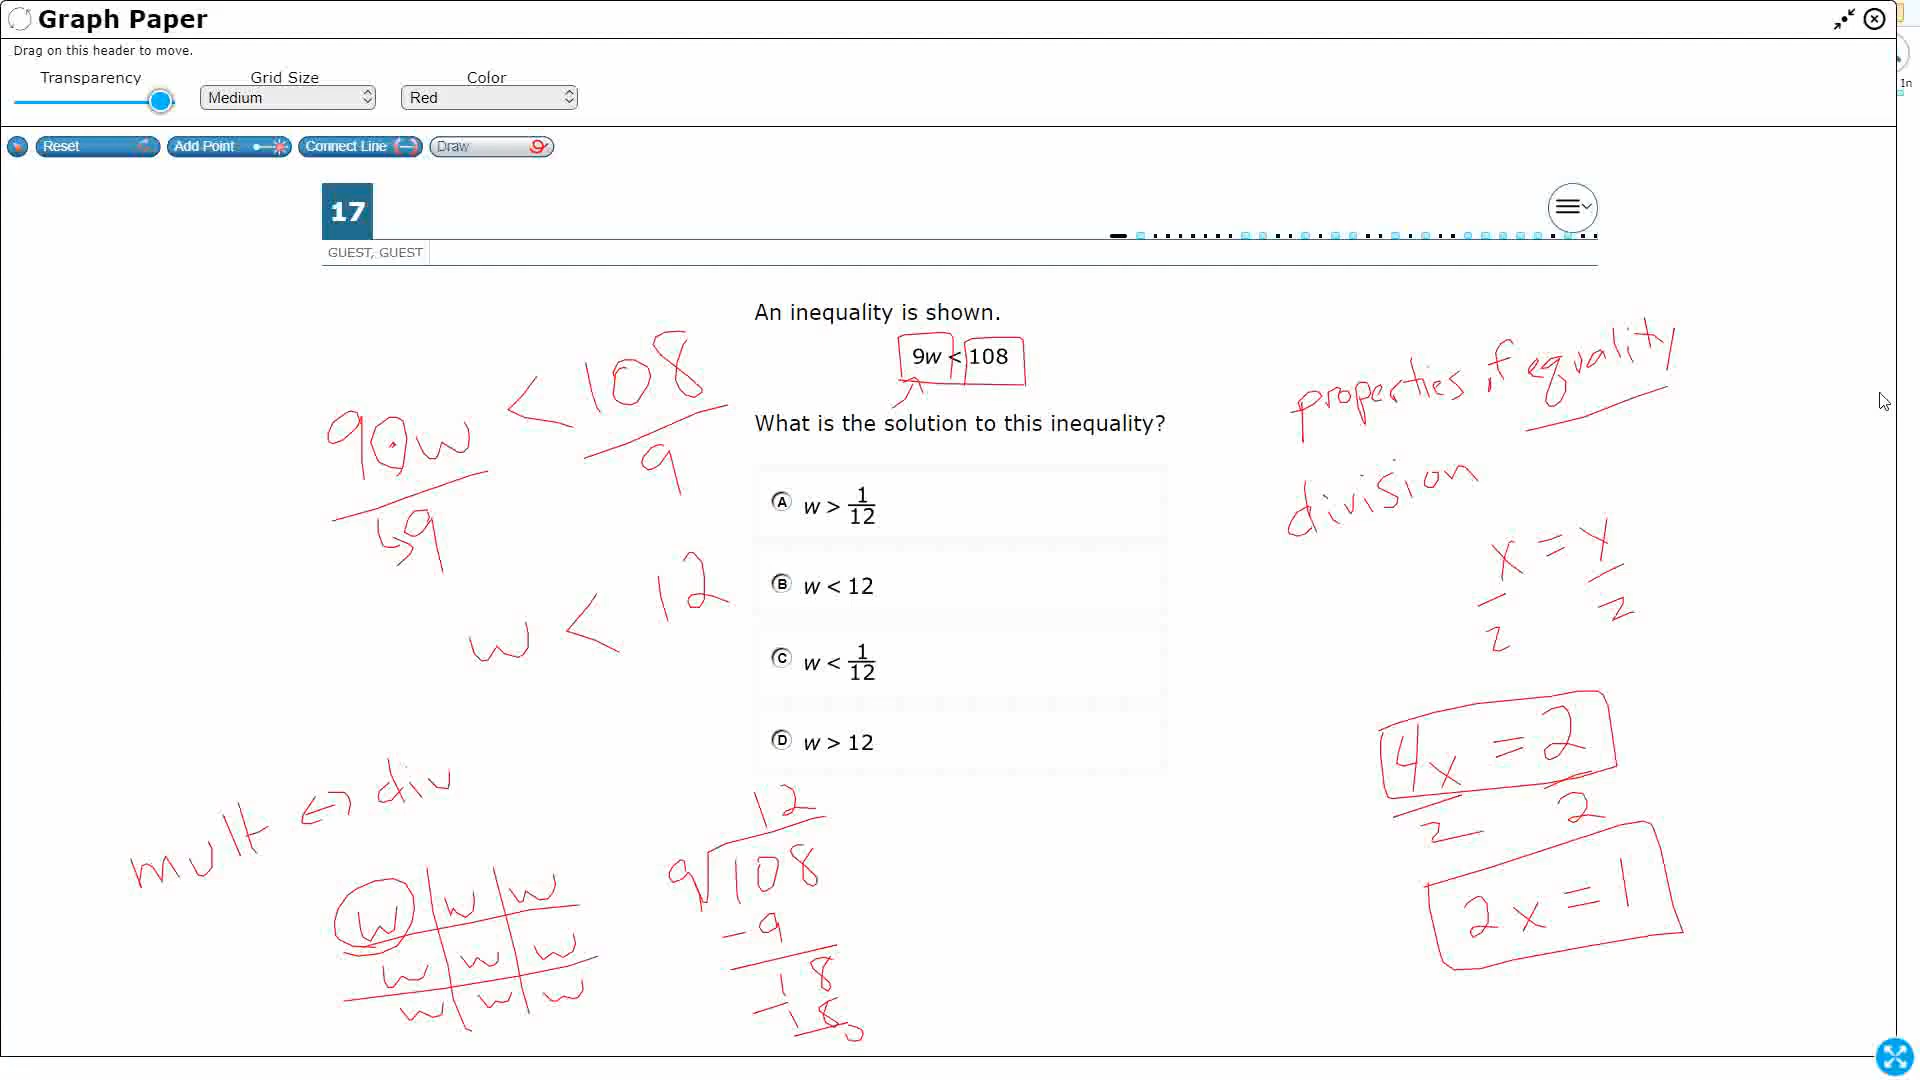 Graph Paper
Drag on this header to move.
Transparency
Grid Size
Color
Medium
Red
Reset
Add Point
Connect Line
Draw
In
17
GUEST, GUEST
An inequality is shown.
9w < 108
What is the solution to this inequality?
A w > 1/12
B w < 12
C w < 1/12
D w > 12
9·w < 108
9 9
w < 12
mult ↔ div
w w w
w w w
w w w
12
9 108
- 9
18
- 18
0
properties of equality
division
x = y
2 2
4x = 2
2 2
2x = 1